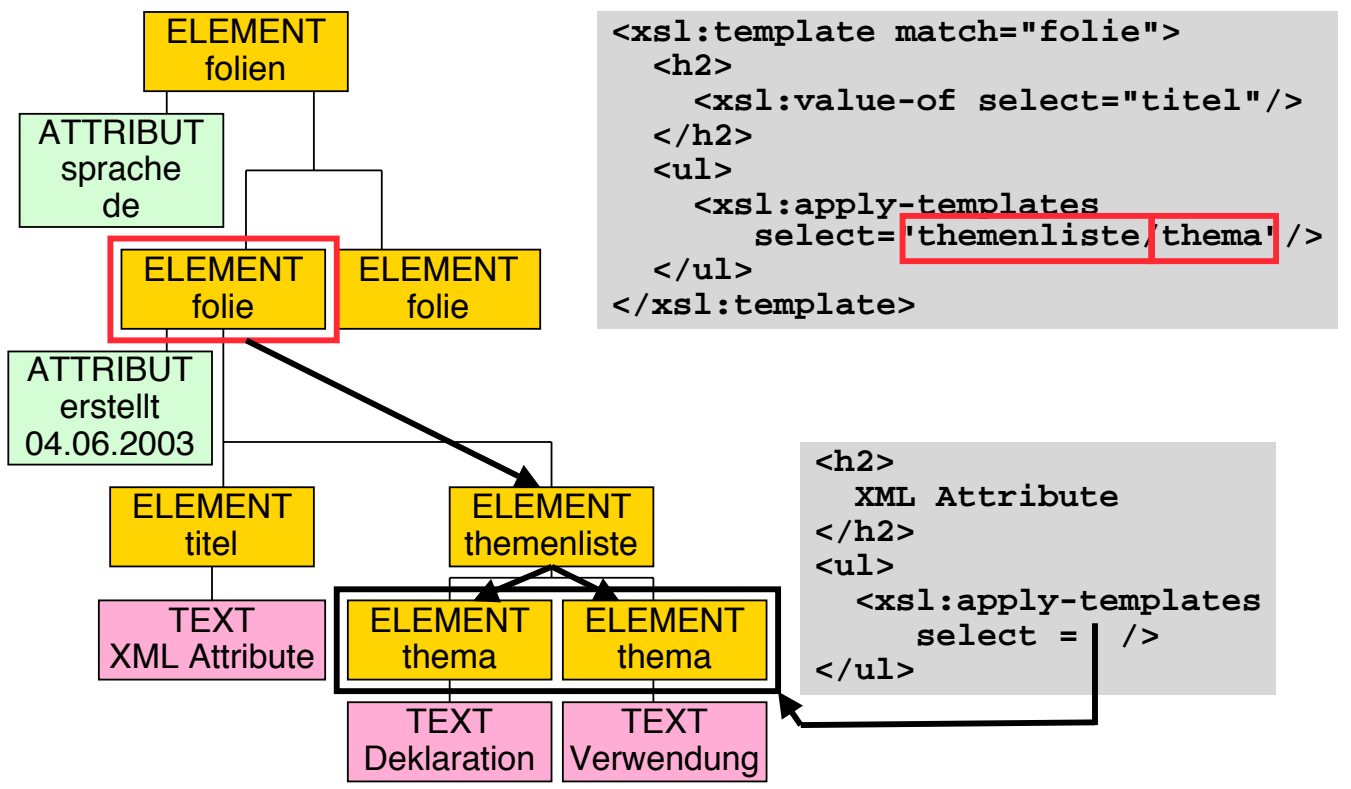 ELEMENT
folien
ATTRIBUT
sprache
de
ELEMENT
folie
ELEMENT
folie
ATTRIBUT
erstellt
04.06.2003
ELEMENT
titel
ELEMENT
themenliste
TEXT
XML Attribute
ELEMENT
thema
ELEMENT
thema
TEXT
Deklaration
TEXT
Verwendung
<xsl:template match="folie">
<h2>
<xsl:value-of select="titel"/>
</h2>
<ul>
<xsl:apply-templates
select="themenliste/thema"/>
</ul>
</xsl:template>
<h2>
XML Attribute
</h2>
<ul>
<xsl:apply-templates
select = />
</ul>